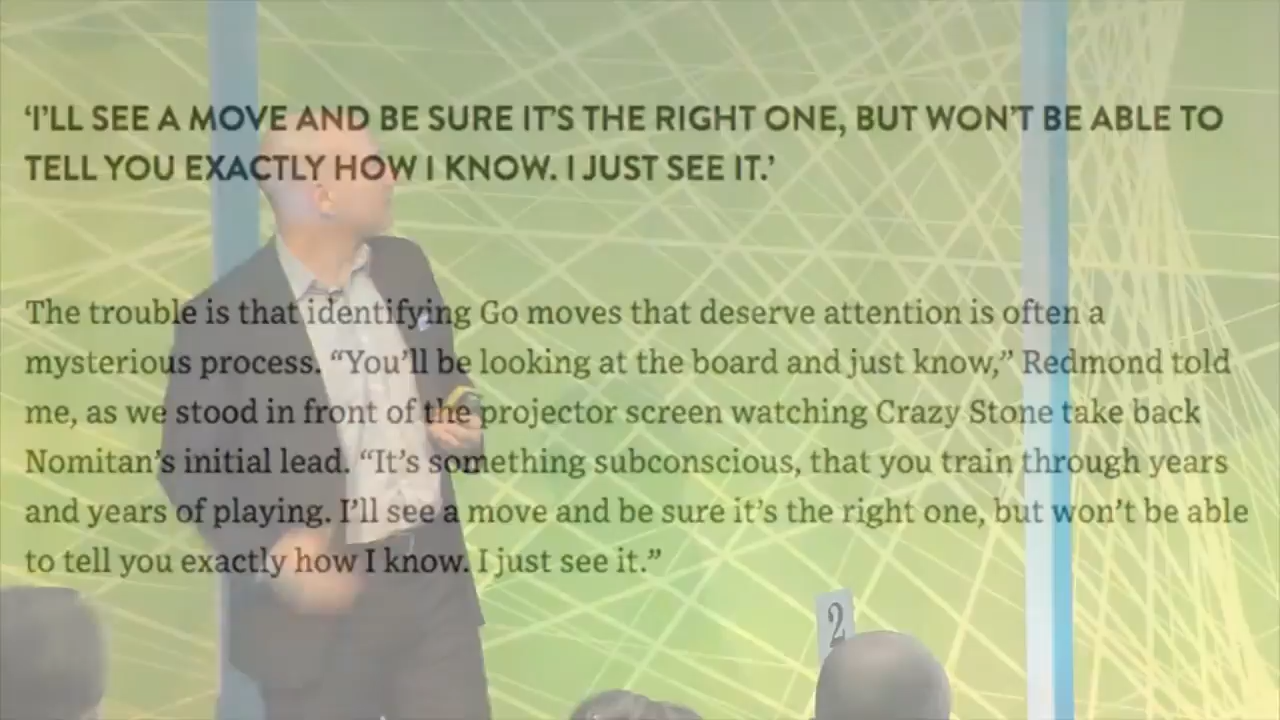 ‘I’LL SEE A MOVE AND BE SURE IT’S THE RIGHT ONE, BUT WON’T BE ABLE TO
TELL YOU EXACTLY HOW I KNOW. I JUST SEE IT.’
The trouble is that identifying Go moves that deserve attention is often a
mysterious process. “You’ll be looking at the board and just know,” Redmond told
me, as we stood in front of the projector screen watching Crazy Stone take back
Nomitan’s initial lead. “It’s something subconscious, that you train through years
and years of playing. I’ll see a move and be sure it’s the right one, but won’t be able
to tell you exactly how I know. I just see it.”
2